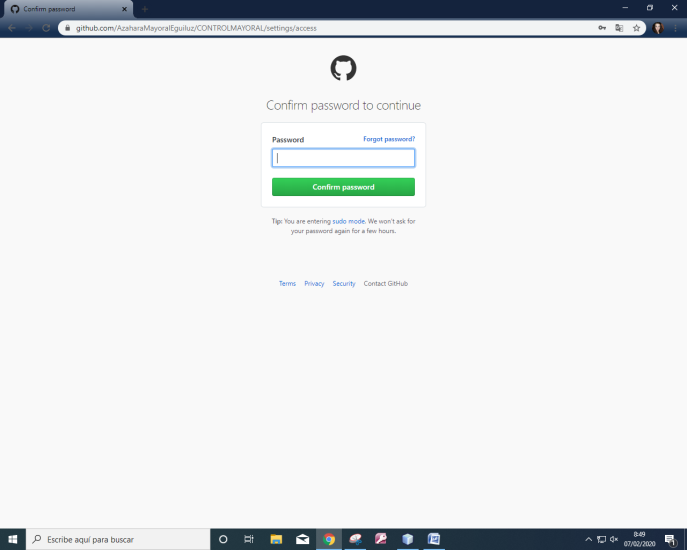 Confirm password
github.com/AzaharaMayoralEguiluz/CONTROLMAYORAL/settings/access
Confirm password to continue
Password Forgot password?
Confirm password
Tip: You are entering sudo mode. We won't ask for
your password again for a few hours.
Terms Privacy Security Contact GitHub
Escribe aquí para buscar
8:49
07/02/2020
1